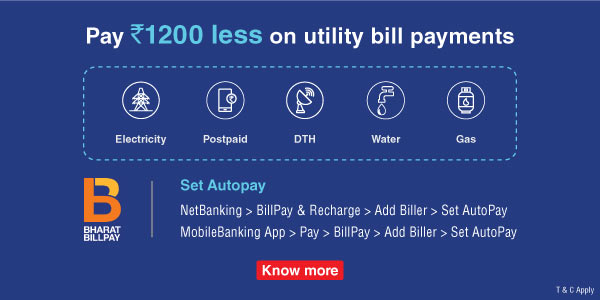 Pay ₹1200 less on utility bill payments
Electricity Postpaid DTH Water Gas
Set Autopay
NetBanking > BillPay & Recharge > Add Biller > Set AutoPay
MobileBanking App > Pay > BillPay > Add Biller > Set AutoPay
B
BHARAT
BILLPAY
Know more
T & C Apply